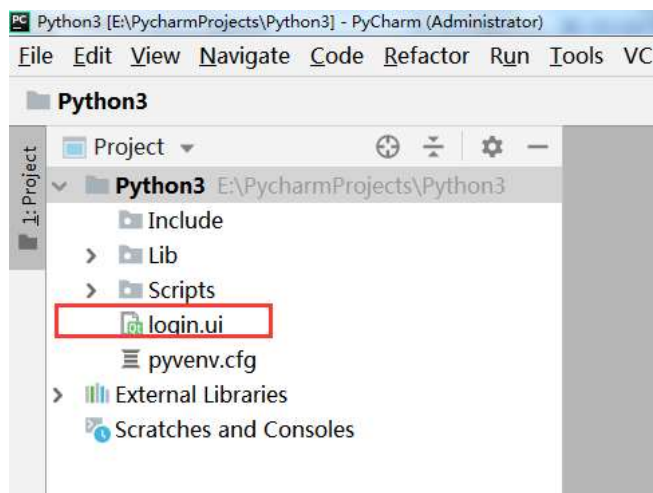 Python3 [E:\PycharmProjects\Python3] - PyCharm (Administrator)
File Edit View Navigate Code Refactor Run Tools VC
Python3
1: Project
Project
Python3 E:\PycharmProjects\Python3
Include
Lib
Scripts
login.ui
pyvenv.cfg
External Libraries
Scratches and Consoles